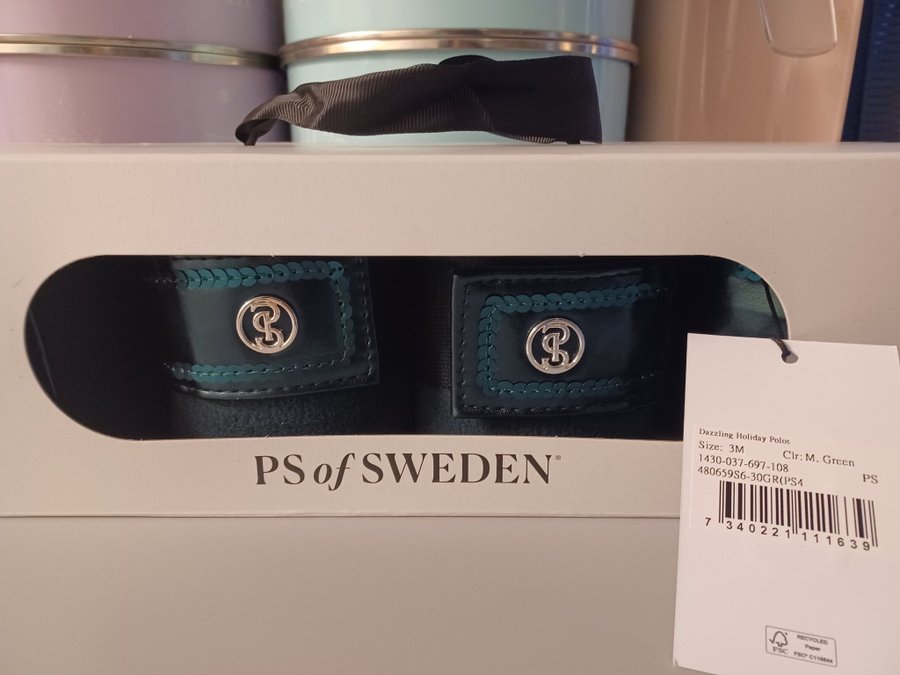 PS of SWEDEN®
Dazzling Holiday Polos
Size: 3M Clr: M. Green
1430-037-697-108 PS
480659S6-30GR(PS4
7 340221 111639
FSC
RECYCLED
Paper